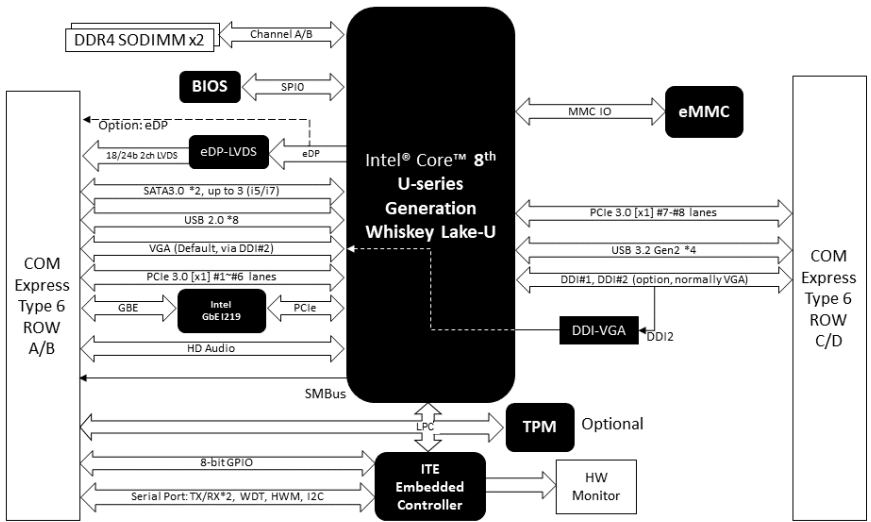 DDR4 SODIMM x2
Channel A/B
BIOS
SPI0
Option: eDP
eDP-LVDS
eDP
18/24b 2ch LVDS
SATA3.0 *2, up to 3 (i5/i7)
USB 2.0 *8
VGA (Default, via DDI#2)
PCIe 3.0 [x1] #1~#6 lanes
GBE
Intel
GbE I219
PCIe
HD Audio
SMBus
COM
Express
Type 6
ROW
A/B
Intel® Core™ 8th
U-series
Generation
Whiskey Lake-U
MMC IO
eMMC
PCIe 3.0 [x1] #7-#8 lanes
USB 3.2 Gen2 *4
DDI#1, DDI#2 (option, normally VGA)
DDI-VGA
DDI2
COM
Express
Type 6
ROW
C/D
LPC
TPM
Optional
8-bit GPIO
Serial Port: TX/RX*2, WDT, HWM, I2C
ITE
Embedded
Controller
HW
Monitor